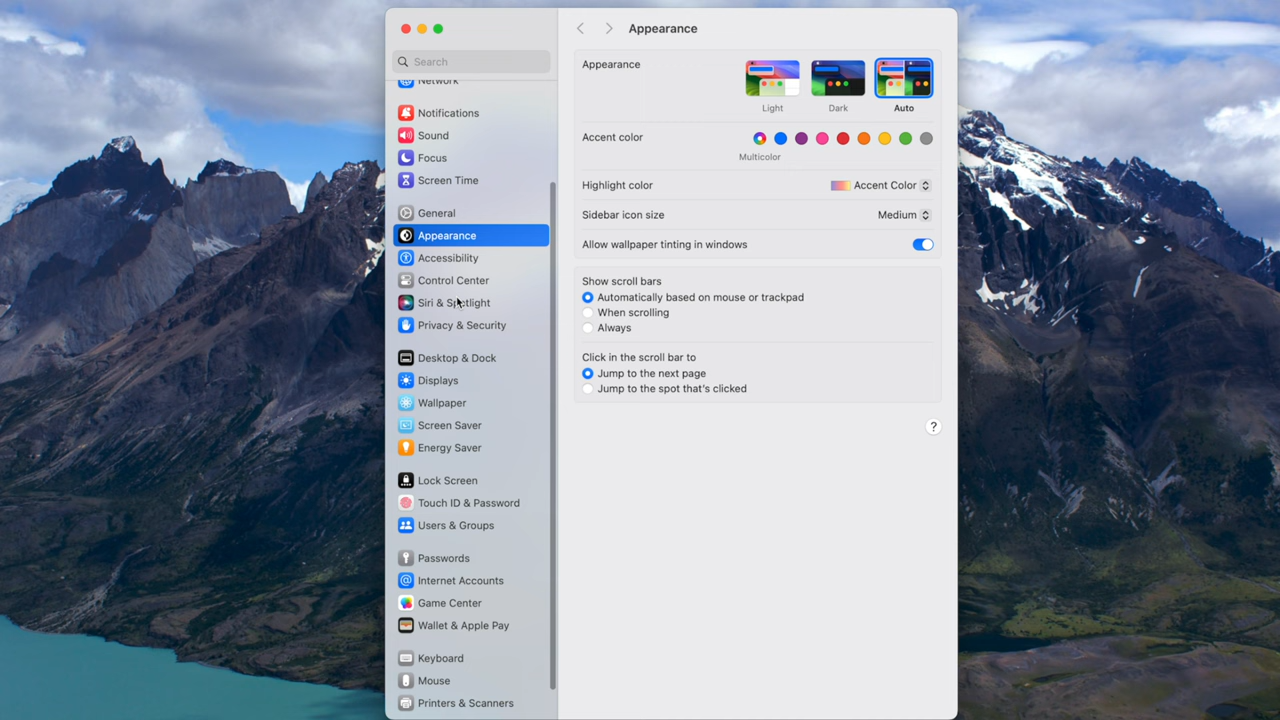 Appearance
Search
Network
Notifications
Sound
Focus
Screen Time
General
Appearance
Accessibility
Control Center
Siri & Spotlight
Privacy & Security
Desktop & Dock
Displays
Wallpaper
Screen Saver
Energy Saver
Lock Screen
Touch ID & Password
Users & Groups
Passwords
Internet Accounts
Game Center
Wallet & Apple Pay
Keyboard
Mouse
Printers & Scanners
Appearance
Light
Dark
Auto
Accent color
Multicolor
Highlight color
Accent Color
Sidebar icon size
Medium
Allow wallpaper tinting in windows
Show scroll bars
Automatically based on mouse or trackpad
When scrolling
Always
Click in the scroll bar to
Jump to the next page
Jump to the spot that's clicked
?